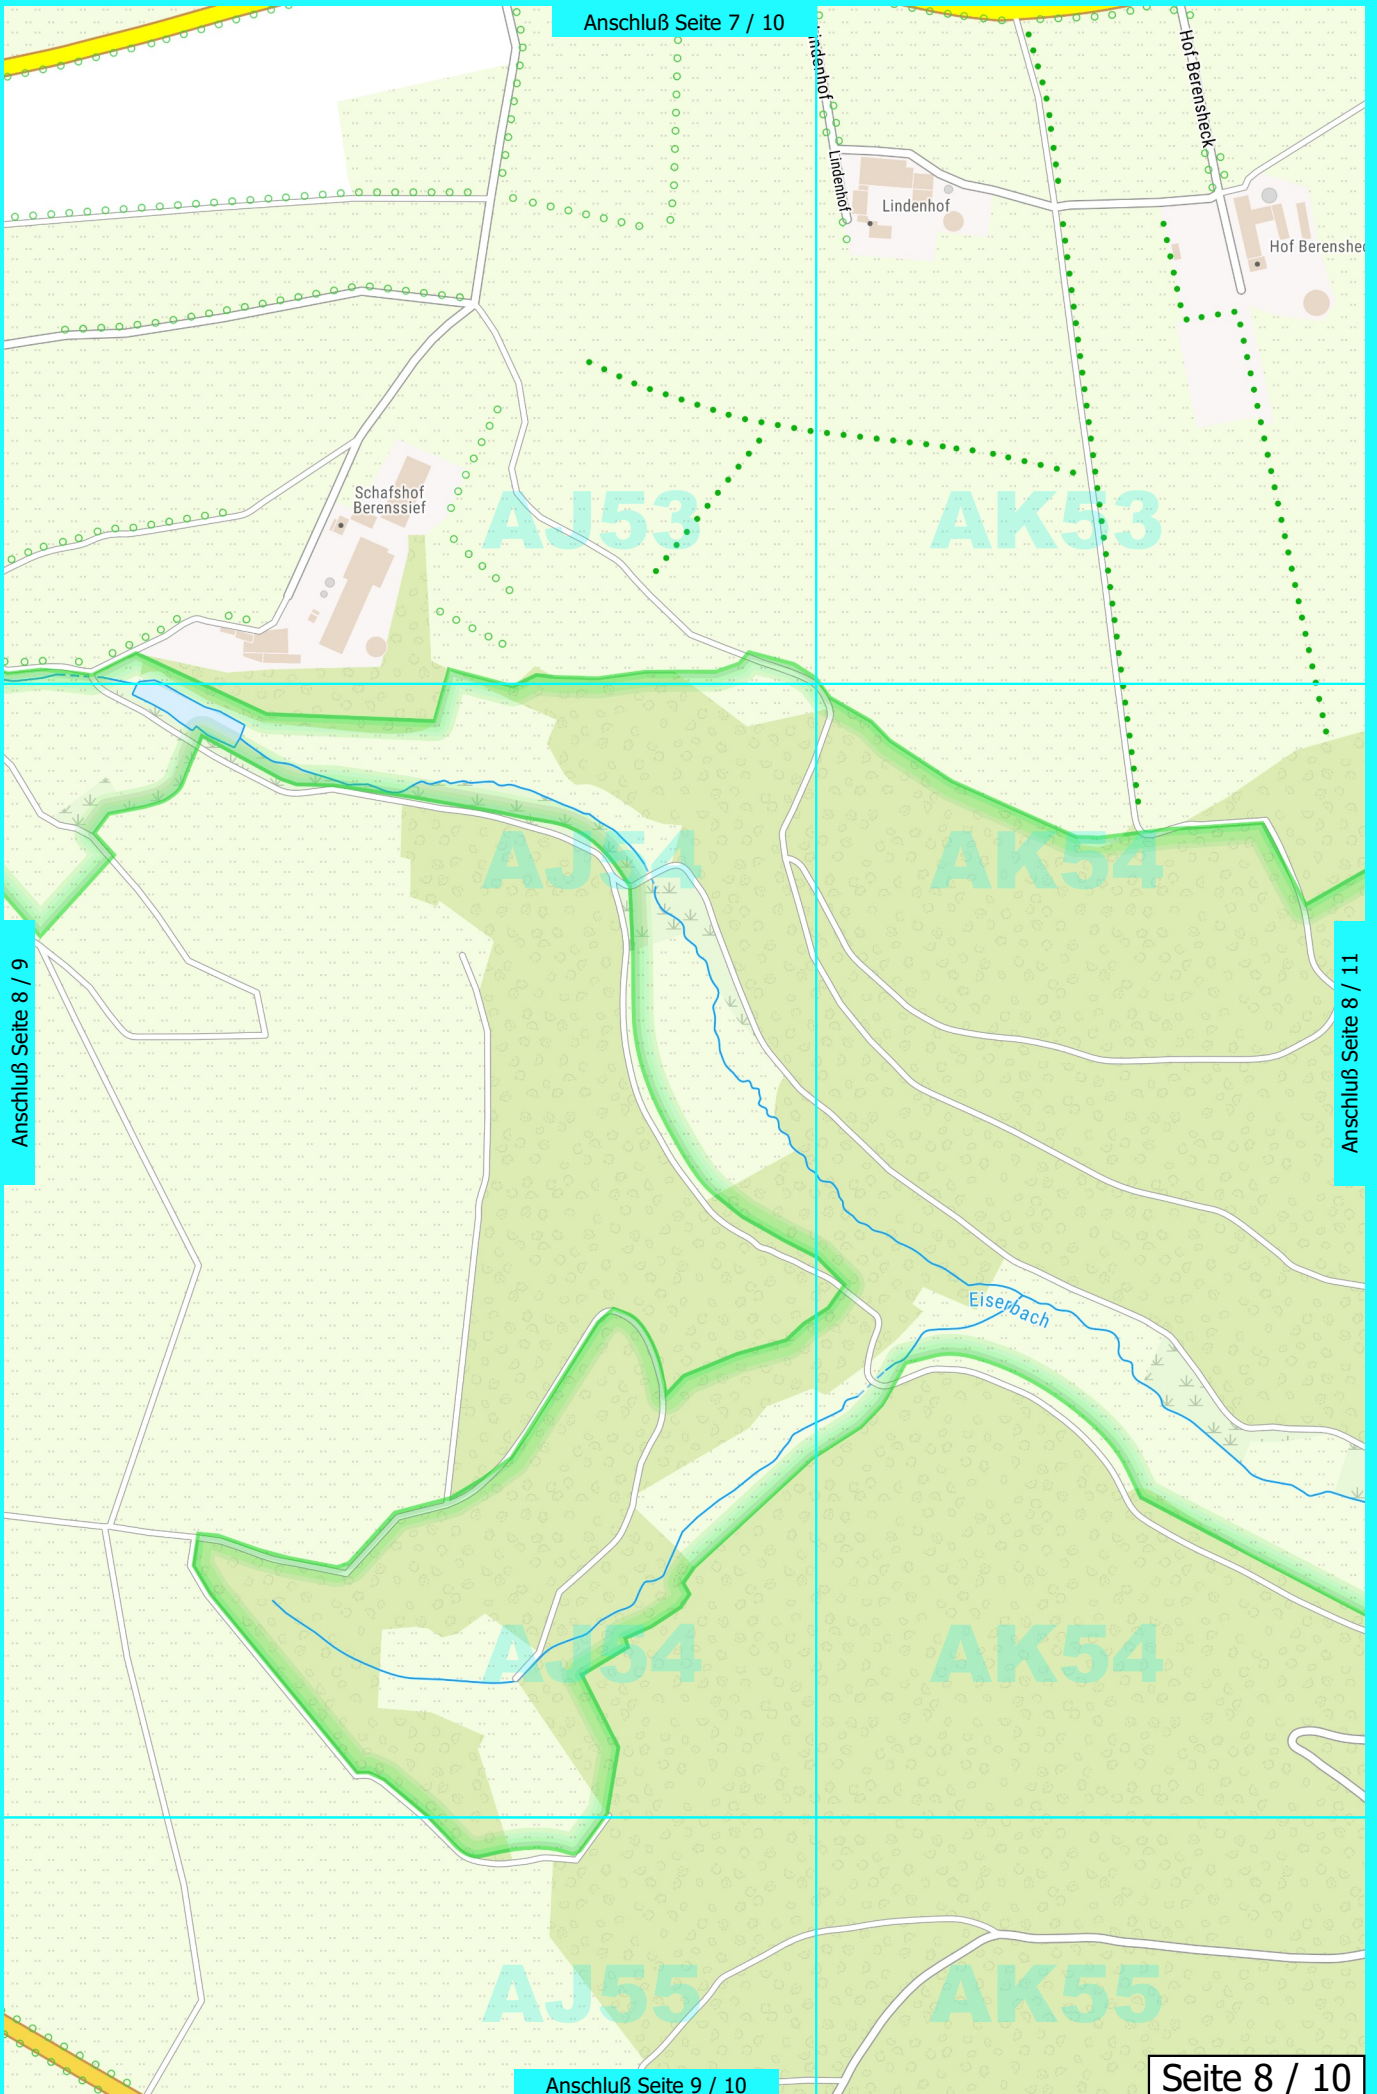 Anschluß Seite 7 / 10
Lindenhof
Hof Berensheck
Lindenhof
Lindenhof
Hof Berenshec
Schafshof
Berenssief
AJ53
AK53
AJ54
AK54
Anschluß Seite 8 / 9
Anschluß Seite 8 / 11
Eiserbach
AJ54
AK54
AJ55
AK55
Anschluß Seite 9 / 10
Seite 8 / 10